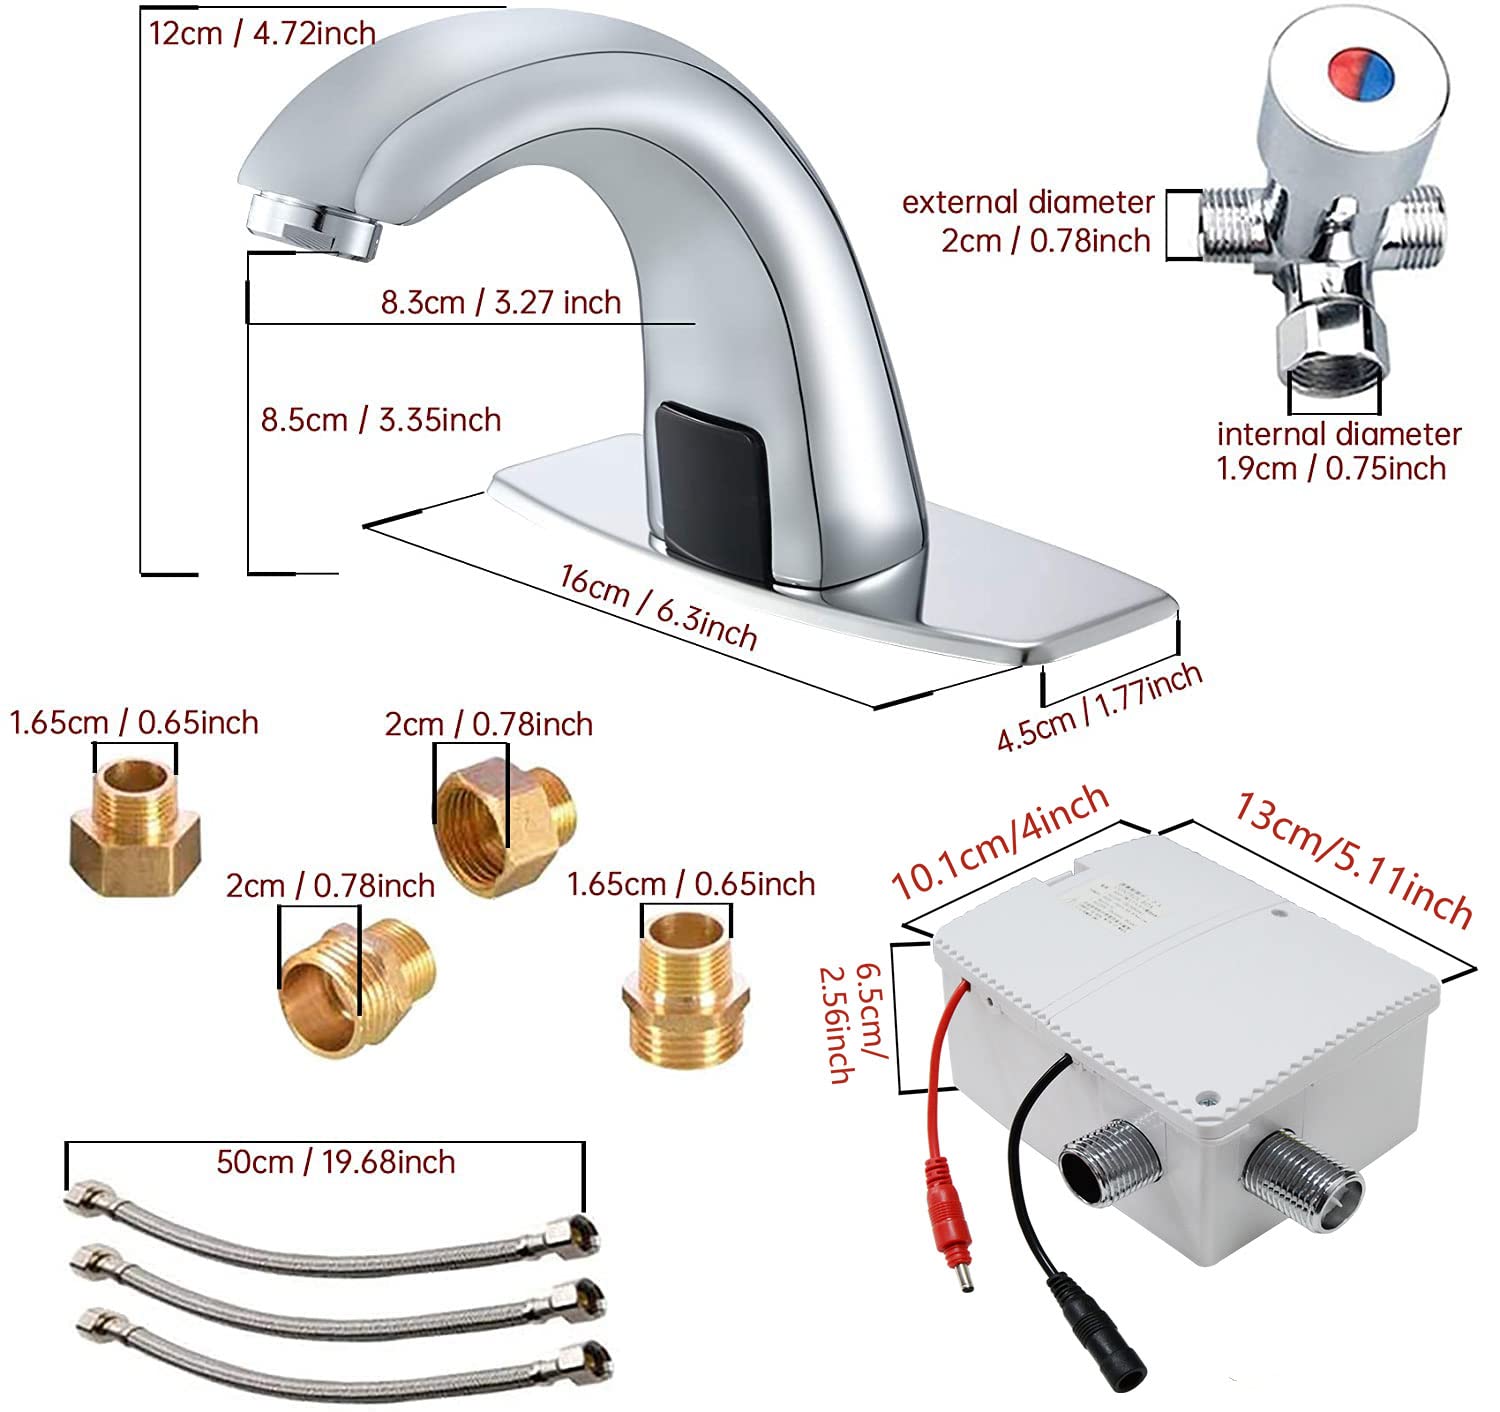 12cm / 4.72inch
external diameter
2cm / 0.78inch
8.3cm / 3.27 inch
8.5cm / 3.35inch
internal diameter
1.9cm / 0.75inch
16cm / 6.3inch
4.5cm / 1.77inch
1.65cm / 0.65inch
2cm / 0.78inch
2cm / 0.78inch
1.65cm / 0.65inch
10.1cm/4inch
13cm/5.11inch
6.5cm/
2.56inch
50cm / 19.68inch